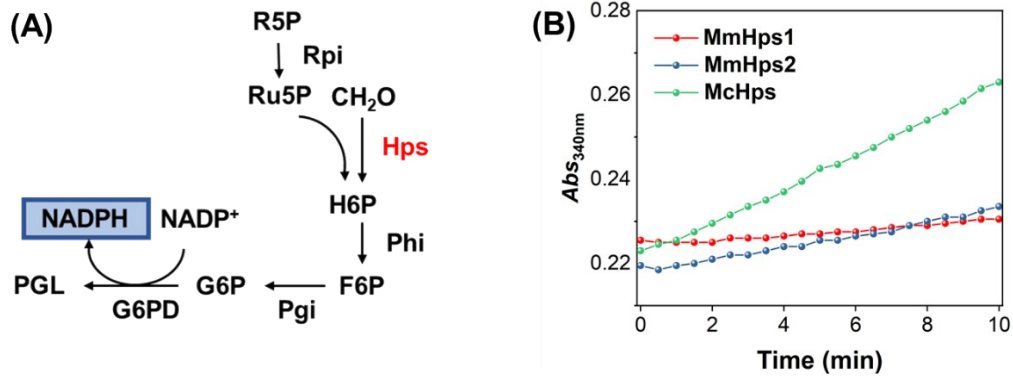 (A)
R5P
Rpi
Ru5P CH₂O
Hps
H6P
NADPH NADP⁺
Phi
PGL G6P F6P
G6PD Pgi
(B)
0.28
0.26
0.24
0.22
Abs₃₄₀ₙₘ
MmHps1
MmHps2
McHps
0 2 4 6 8 10
Time (min)